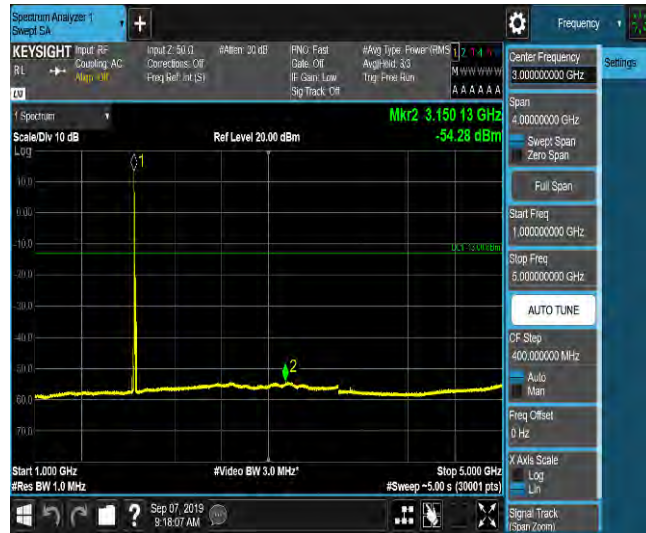 Spectrum Analyzer 1
Swept SA
Frequency
Settings
KEYSIGHT
RL
Input: RF
Coupling: AC
Align: Off
Input Z: 50 Ω
Corrections: Off
Freq Ref: Int (S)
#Atten: 30 dB
PNO: Fast
Gate: Off
IF Gain: Low
Sig Track: Off
#Avg Type: Power (RMS
Avg|Hold: 3/3
Trig: Free Run
M W W W W W
A A A A A A
1 Spectrum
Scale/Div 10 dB
Log
Ref Level 20.00 dBm
Mkr2 3.150 13 GHz
-54.28 dBm
1
10.0
0.00
-10.0
DL1 -13.00 dBm
-20.0
-30.0
-40.0
-50.0
2
-60.0
-70.0
Start 1.000 GHz
#Video BW 3.0 MHz*
Stop 5.000 GHz
#Res BW 1.0 MHz
#Sweep ~5.00 s (30001 pts)
?
Sep 07, 2019
9:18:07 AM
Center Frequency
3.000000000 GHz
Span
4.00000000 GHz
Swept Span
Zero Span
Full Span
Start Freq
1.000000000 GHz
Stop Freq
5.000000000 GHz
AUTO TUNE
CF Step
400.000000 MHz
Auto
Man
Freq Offset
0 Hz
X Axis Scale
Log
Lin
Signal Track
(Span Zoom)